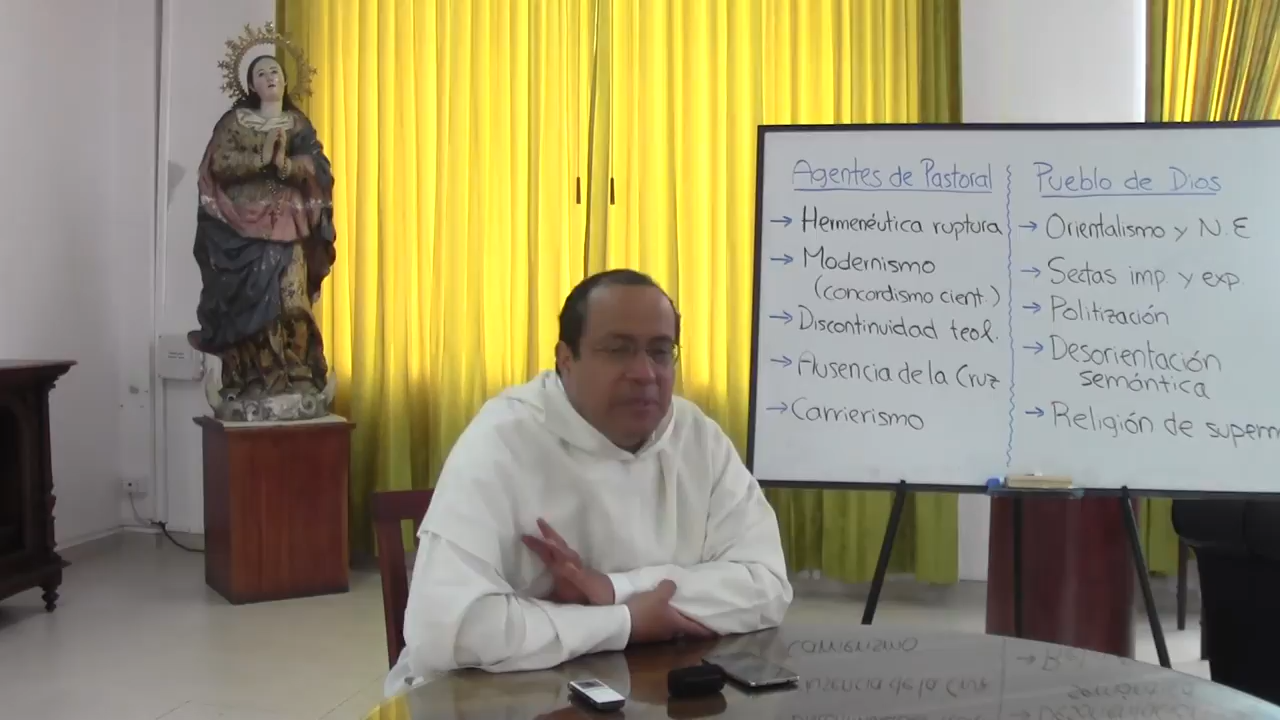 Agentes de Pastoral
→ Hermenéutica ruptura
→ Modernismo
(concordismo cient.)
→ Discontinuidad teol.
→ Ausencia de la Cruz
→ Carrierismo
Pueblo de Dios
→ Orientalismo y N.E
→ Sectas imp. y exp
→ Politización
→ Desorientación
semántica
→ Religión de superm